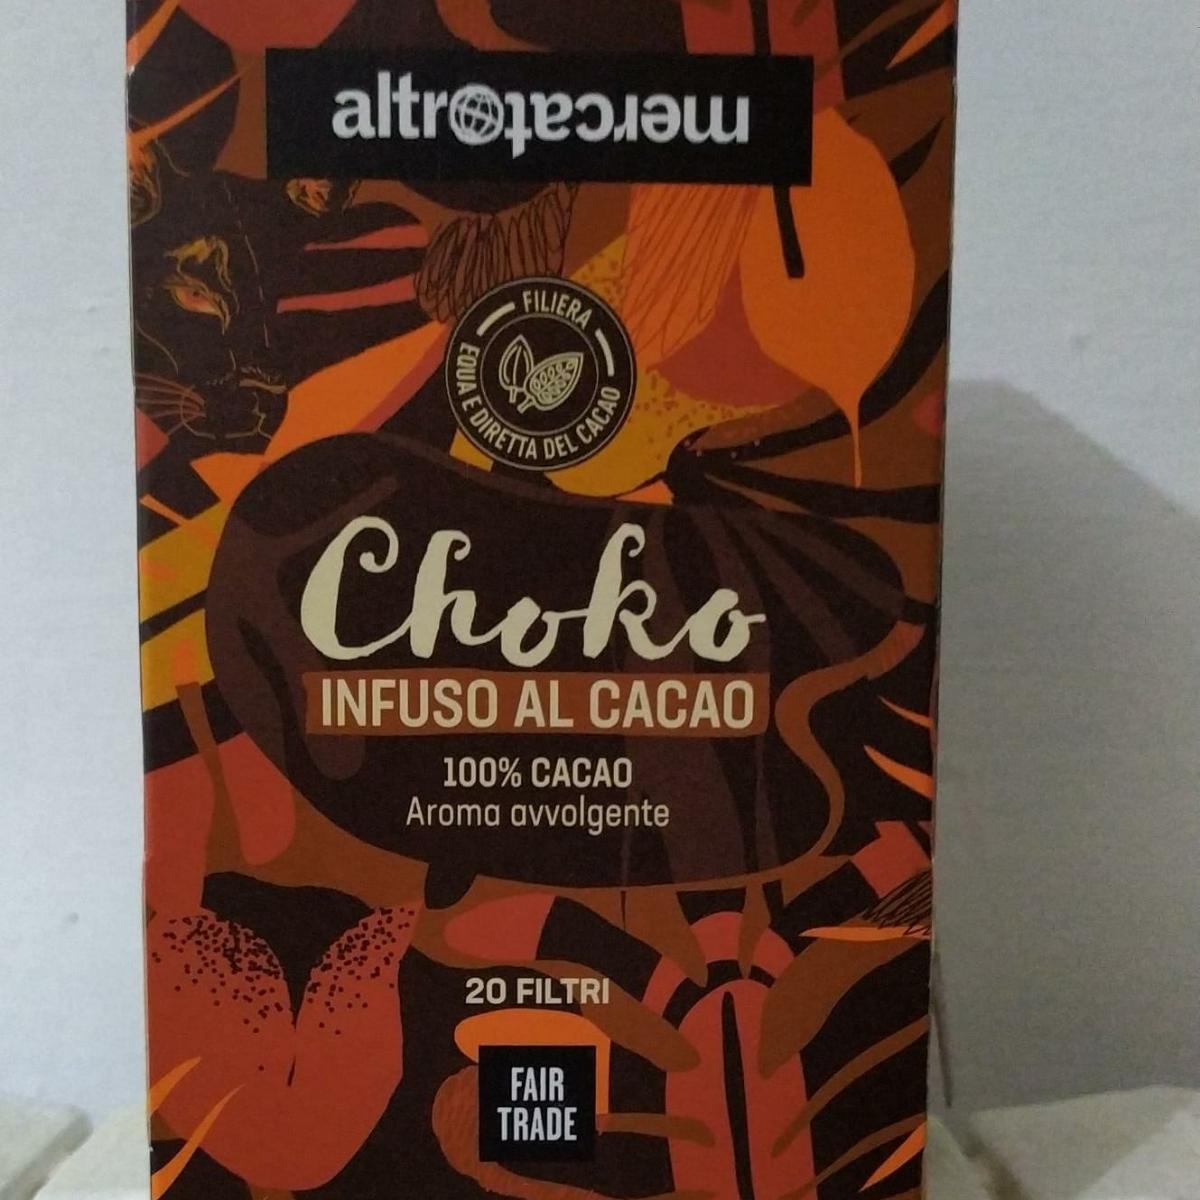 altromercato
FILIERA
EQUA E DIRETTA DEL CACAO
Choko
INFUSO AL CACAO
100% CACAO
Aroma avvolgente
20 FILTRI
FAIR
TRADE